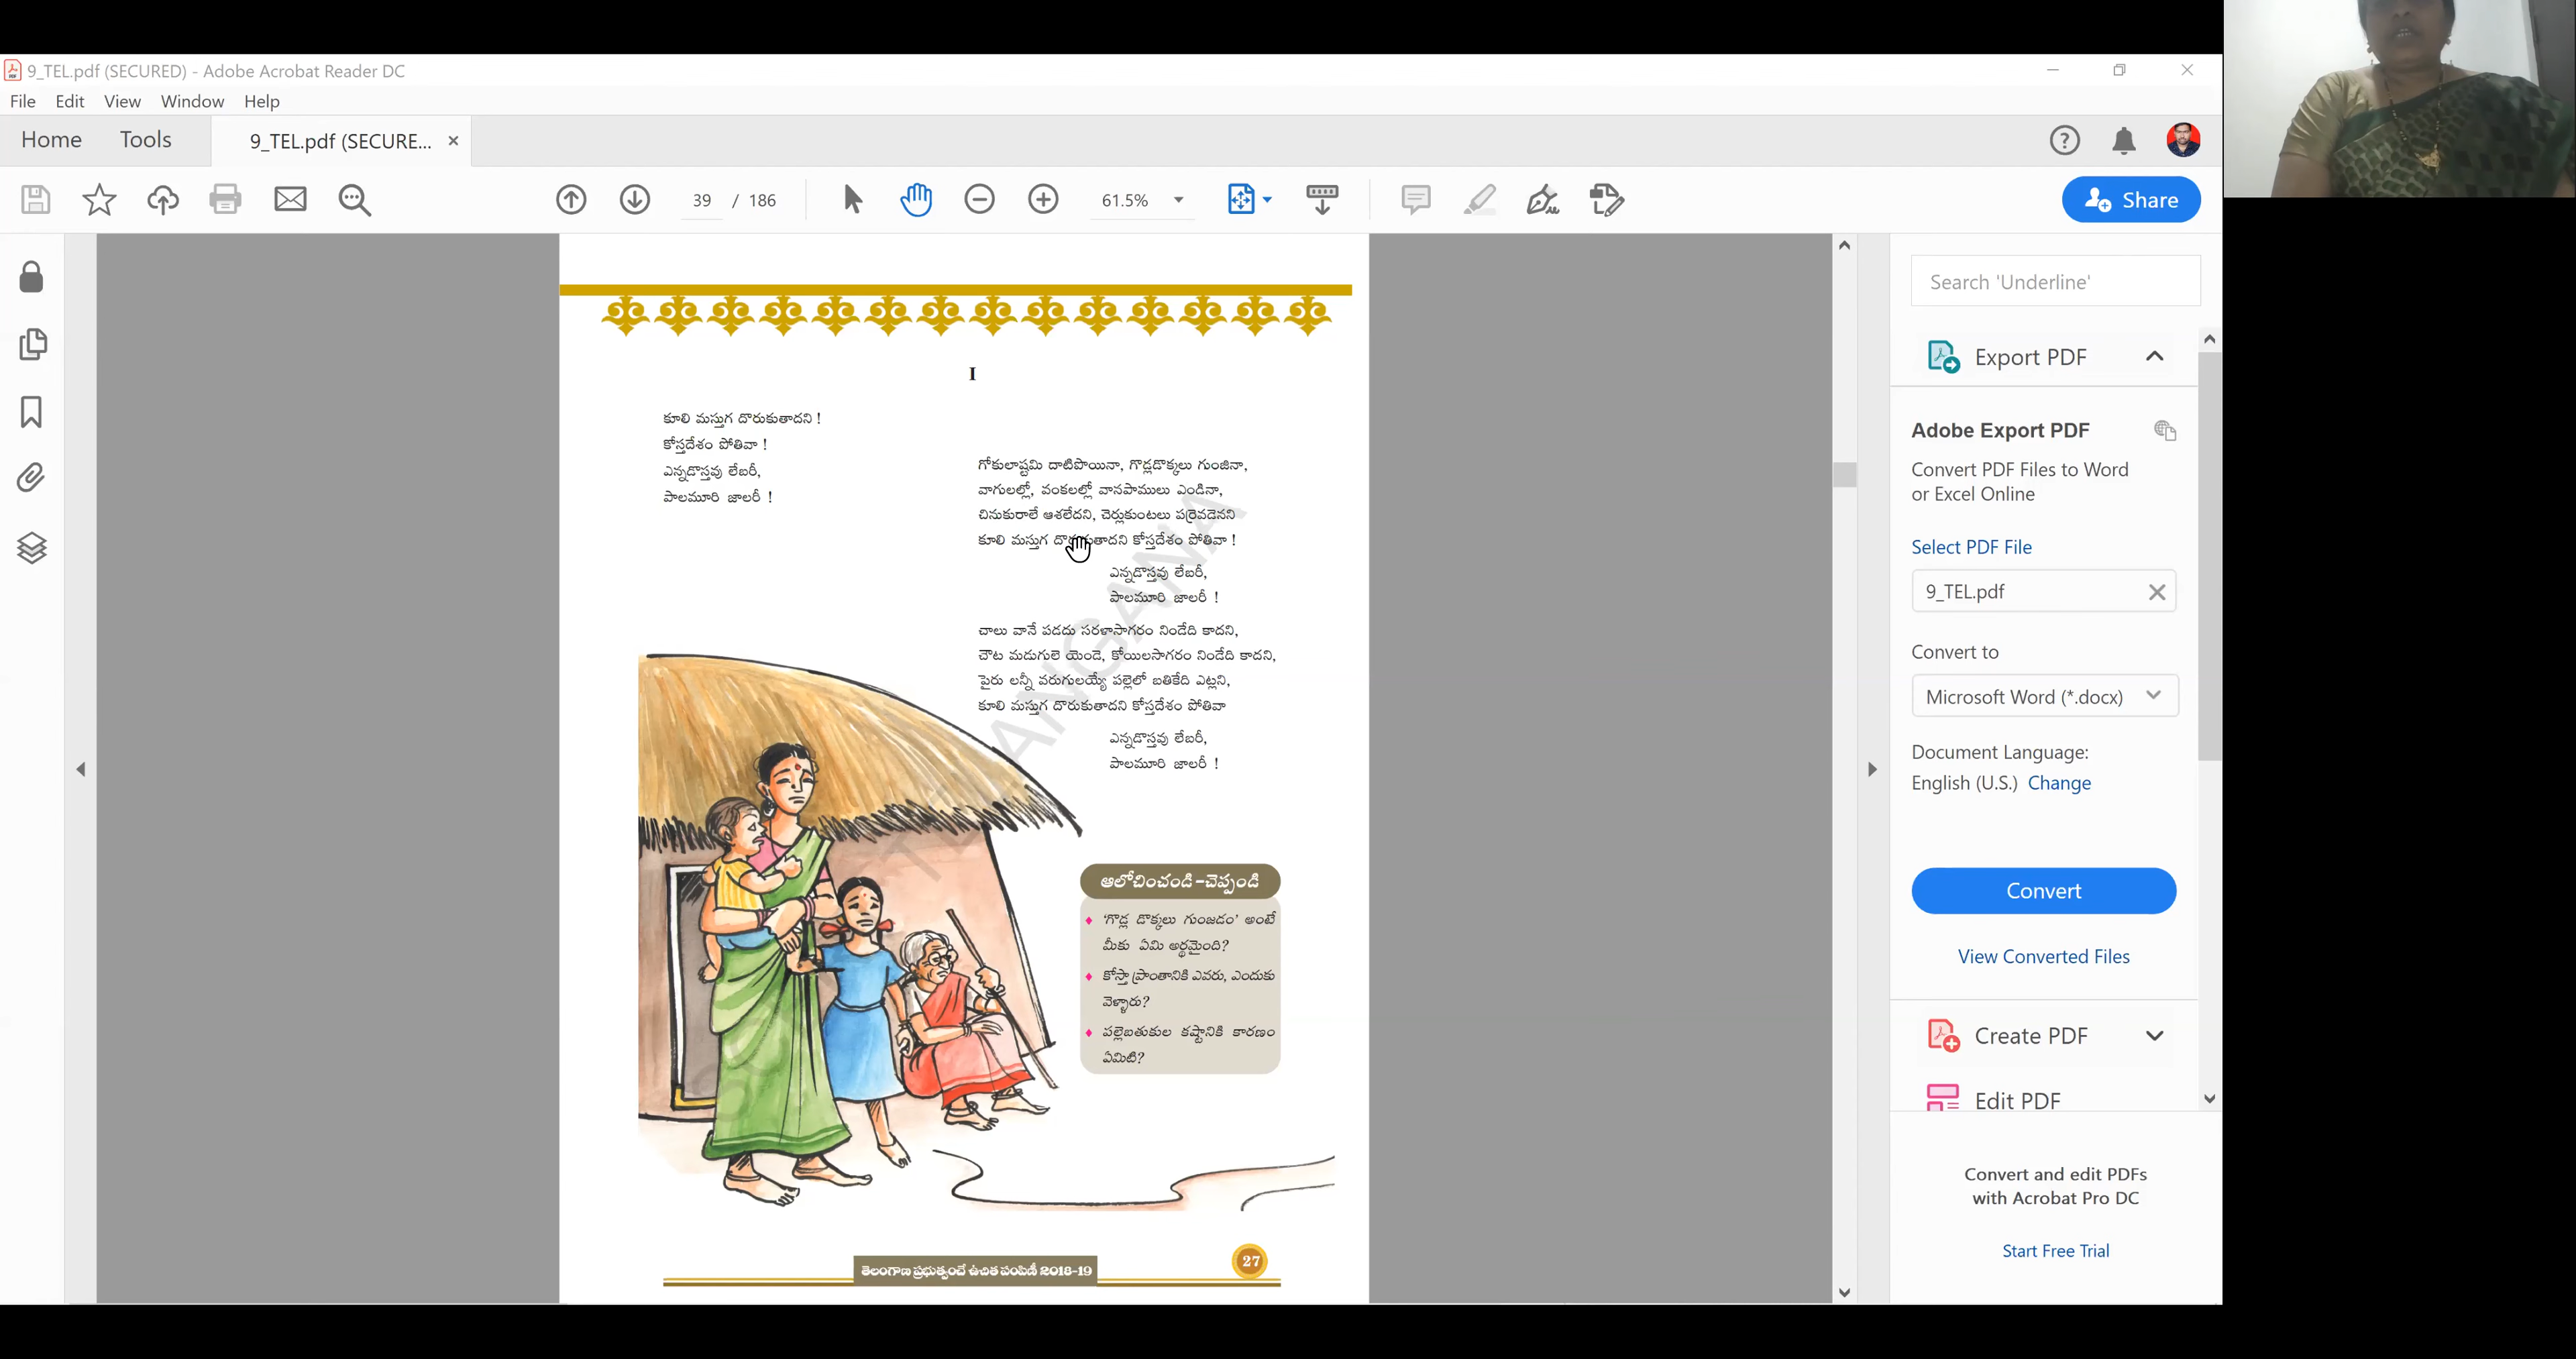 9_TEL.pdf (SECURED) - Adobe Acrobat Reader DC
File Edit View Window Help
Home Tools 9_TEL.pdf (SECURE... ×
39 / 186 61.5% Share
I
కూలి మస్తుగ దొరుకుతాదని !
కోస్తదేశం పోతివా !
ఎన్నడొస్తవు లేబరీ,
పాలమూరి జాలరీ !
గోకులాష్టమి దాటిపాయినా, గొడ్లడొక్కలు గుంజినా,
వాగులల్లో, వంకలల్లో వానపాములు ఎండినా,
చినుకురాలే ఆశలేదని, చెర్లుకుంటలు పర్రెవడెనని
కూలి మస్తుగ దొరుకుతాదని కోస్తదేశం పోతివా !
ఎన్నడొస్తవు లేబరీ,
పాలమూరి జాలరీ !
చాలు వానే పడదు సరళాసాగరం నిండేది కాదని,
చౌట మడుగులె యెండె, కోయిలసాగరం నిండేది కాదని,
పైరు లన్నీ వరుగులయ్యే పల్లెలో బతికేది ఎట్లని,
కూలి మస్తుగ దొరుకుతాదని కోస్తదేశం పోతివా
ఎన్నడొస్తవు లేబరీ,
పాలమూరి జాలరీ !
ఆలోచించండి-చెప్పండి
♦ 'గొడ్ల డొక్కలు గుంజడం' అంటే
మీకు ఏమి అర్థమైంది?
♦ కోస్తా ప్రాంతానికి ఎవరు, ఎందుకు
వెళ్ళారు?
♦ పల్లెబతుకుల కష్టానికి కారణం
ఏమిటి?
తెలంగాణ ప్రభుత్వంచే ఉచిత పంపిణీ 2018-19
27
TELANGANA
Search 'Underline'
Export PDF
Adobe Export PDF
Convert PDF Files to Word
or Excel Online
Select PDF File
9_TEL.pdf
Convert to
Microsoft Word (*.docx)
Document Language:
English (U.S.) Change
Convert
View Converted Files
Create PDF
Edit PDF
Convert and edit PDFs
with Acrobat Pro DC
Start Free Trial